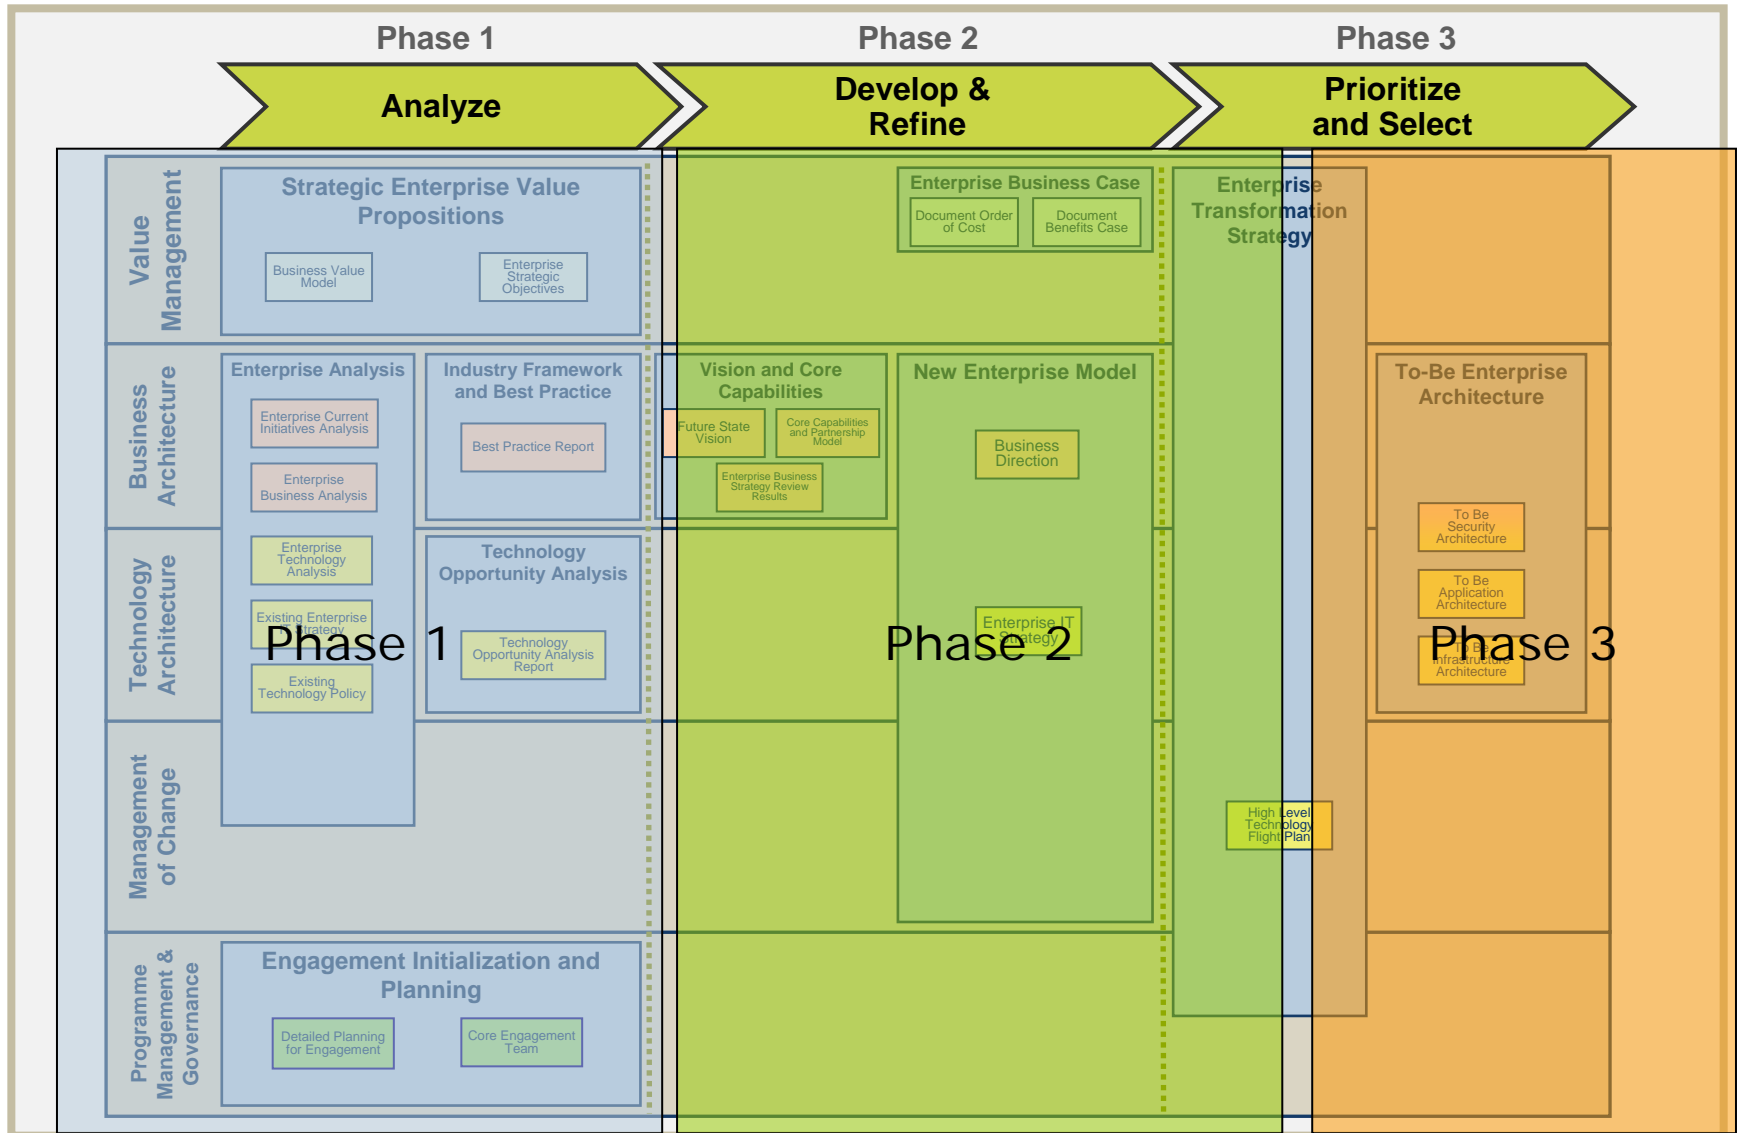 Phase 1
Phase 2
Phase 3
Analyze
Develop &
Refine
Prioritize
and Select
Value
Management
Strategic Enterprise Value
Propositions
Business Value
Model
Enterprise
Strategic
Objectives
Enterprise Business Case
Document Order
of Cost
Document
Benefits Case
Enterprise
Transformation
Strategy
Business
Architecture
Enterprise Analysis
Enterprise Current
Initiatives Analysis
Enterprise
Business Analysis
Industry Framework
and Best Practice
Best Practice Report
Vision and Core
Capabilities
Future State
Vision
Core Capabilities
and Partnership
Model
Enterprise Business
Strategy Review
Results
New Enterprise Model
Business
Direction
To-Be Enterprise
Architecture
To Be
Security
Architecture
Technology
Architecture
Enterprise
Technology
Analysis
Existing Enterprise
IT Strategy
Existing
Technology Policy
Technology
Opportunity Analysis
Technology
Opportunity Analysis
Report
Enterprise IT
Strategy
To Be
Application
Architecture
To Be
Infrastructure
Architecture
Phase 1
Phase 2
Phase 3
Management
of Change
High Level
Technology
Flight Plan
Programme
Management &
Governance
Engagement Initialization and
Planning
Detailed Planning
for Engagement
Core Engagement
Team